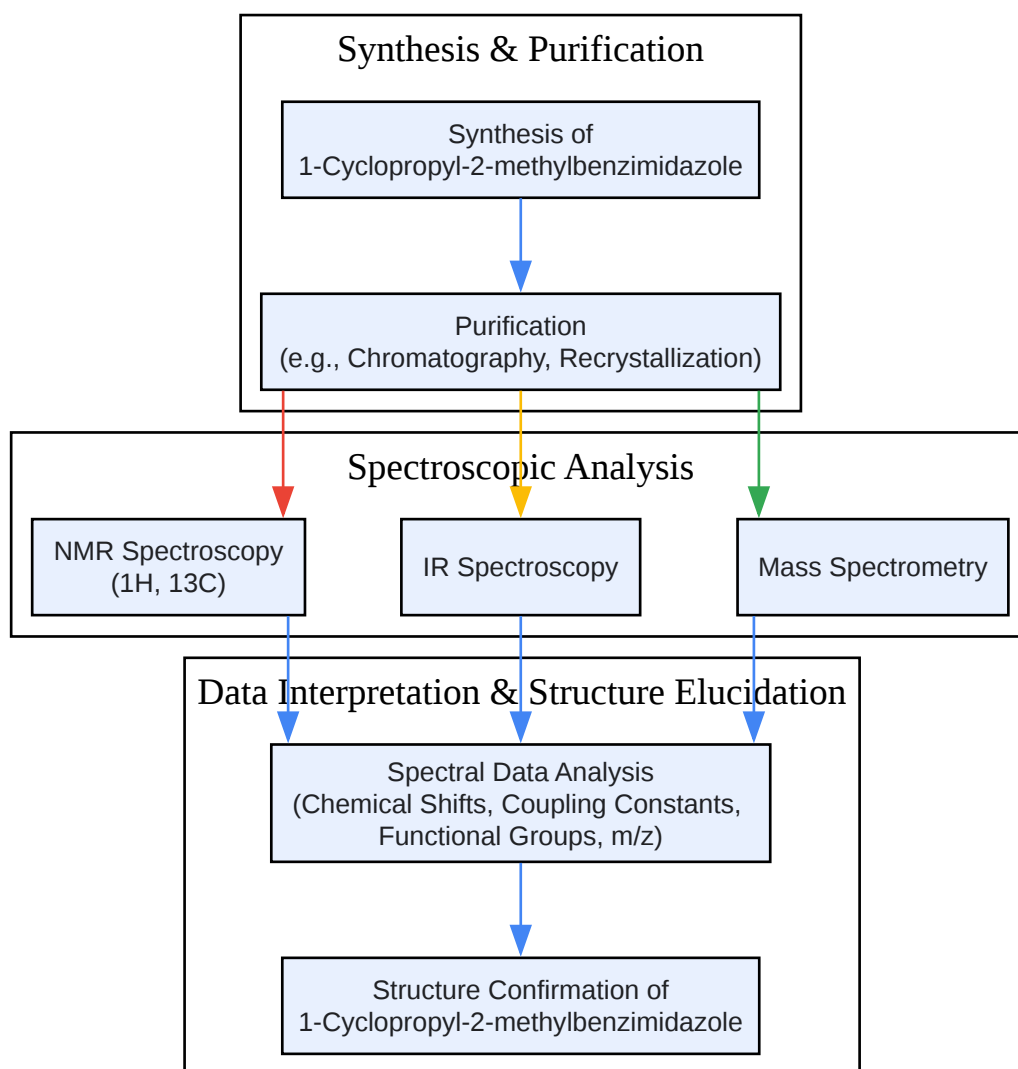 Synthesis & Purification
Synthesis of
1-Cyclopropyl-2-methylbenzimidazole
Purification
(e.g., Chromatography, Recrystallization)
Spectroscopic Analysis
NMR Spectroscopy
(1H, 13C)
IR Spectroscopy
Mass Spectrometry
Data Interpretation & Structure Elucidation
Spectral Data Analysis
(Chemical Shifts, Coupling Constants,
Functional Groups, m/z)
Structure Confirmation of
1-Cyclopropyl-2-methylbenzimidazole